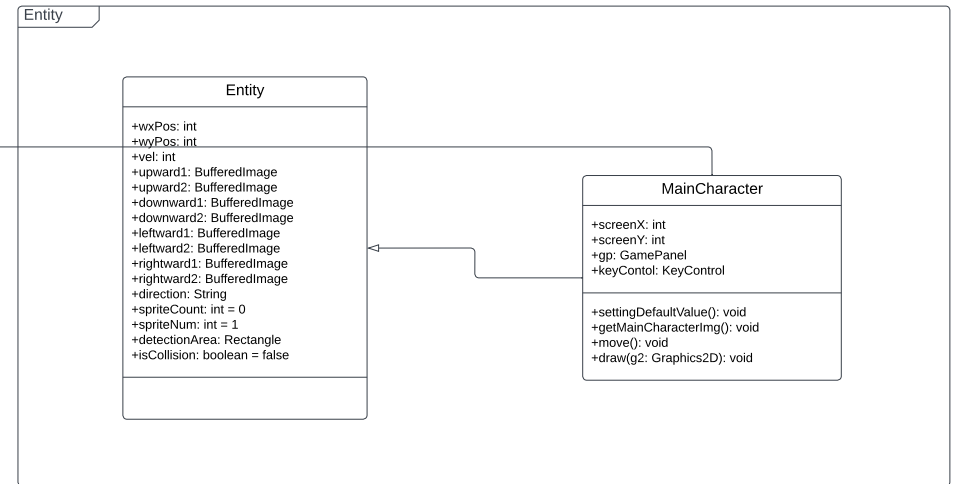 Entity
Entity
+wxPos: int
+wyPos: int
+vel: int
+upward1: BufferedImage
+upward2: BufferedImage
+downward1: BufferedImage
+downward2: BufferedImage
+leftward1: BufferedImage
+leftward2: BufferedImage
+rightward1: BufferedImage
+rightward2: BufferedImage
+direction: String
+spriteCount: int = 0
+spriteNum: int = 1
+detectionArea: Rectangle
+isCollision: boolean = false
MainCharacter
+screenX: int
+screenY: int
+gp: GamePanel
+keyContol: KeyControl
+settingDefaultValue(): void
+getMainCharacterImg(): void
+move(): void
+draw(g2: Graphics2D): void